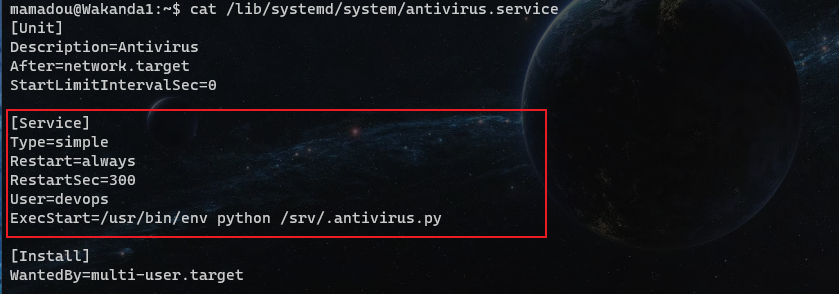 mamadou@Wakanda1:~$ cat /lib/systemd/system/antivirus.service
[Unit]
Description=Antivirus
After=network.target
StartLimitIntervalSec=0
[Service]
Type=simple
Restart=always
RestartSec=300
User=devops
ExecStart=/usr/bin/env python /srv/.antivirus.py
[Install]
WantedBy=multi-user.target